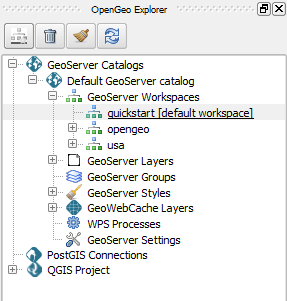 OpenGeo Explorer
GeoServer Catalogs
Default GeoServer catalog
GeoServer Workspaces
quickstart [default workspace]
opengeo
usa
GeoServer Layers
GeoServer Groups
GeoServer Styles
GeoWebCache Layers
WPS Processes
GeoServer Settings
PostGIS Connections
QGIS Project